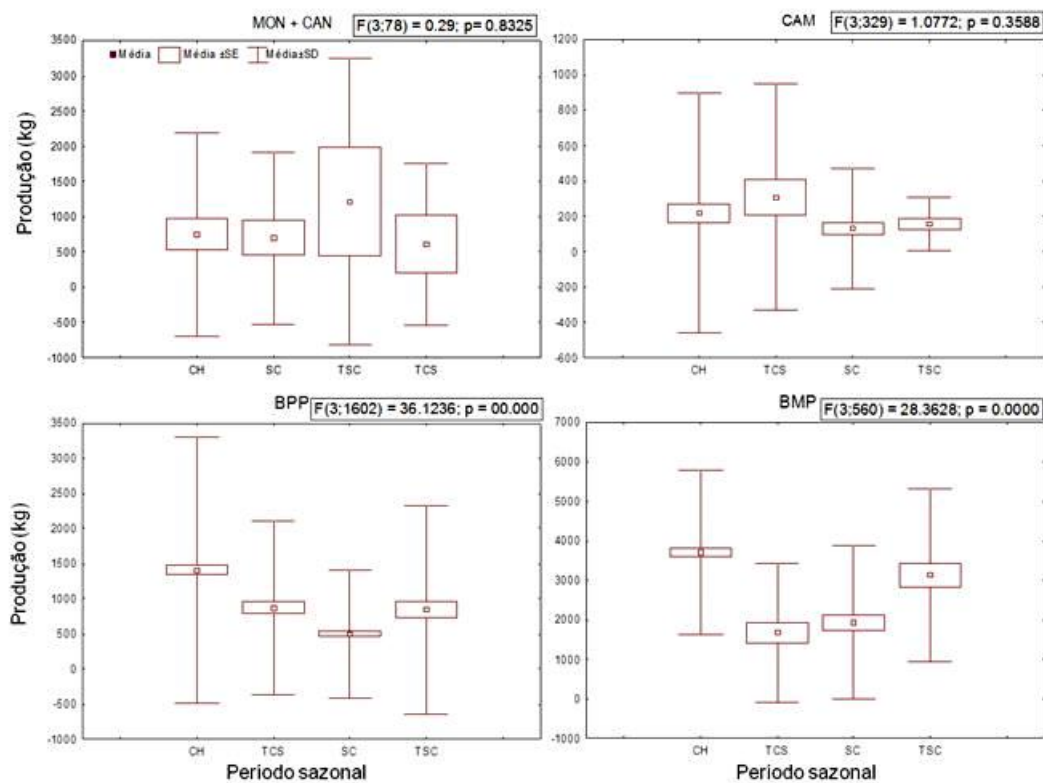 MON + CAN
F(3;78) = 0.29; p= 0.8325
CAM
F(3;329) = 1.0772; p = 0.3588
3500
3000
2500
2000
1500
1000
500
0
-500
-1000
Média Média ±SE Média±SD
Produção (kg)
CH SC TSC TCS
1200
1000
800
600
400
200
0
-200
-400
-600
CH TCS SC TSC
BPP
F(3;1602) = 36.1236; p = 00.000
BMP
F(3;560) = 28.3628; p = 0.0000
3500
3000
2500
2000
1500
1000
500
0
-500
-1000
Produção (kg)
CH TCS SC TSC
Periodo sazonal
7000
6000
5000
4000
3000
2000
1000
0
-1000
CH TCS SC TSC
Periodo sazonal